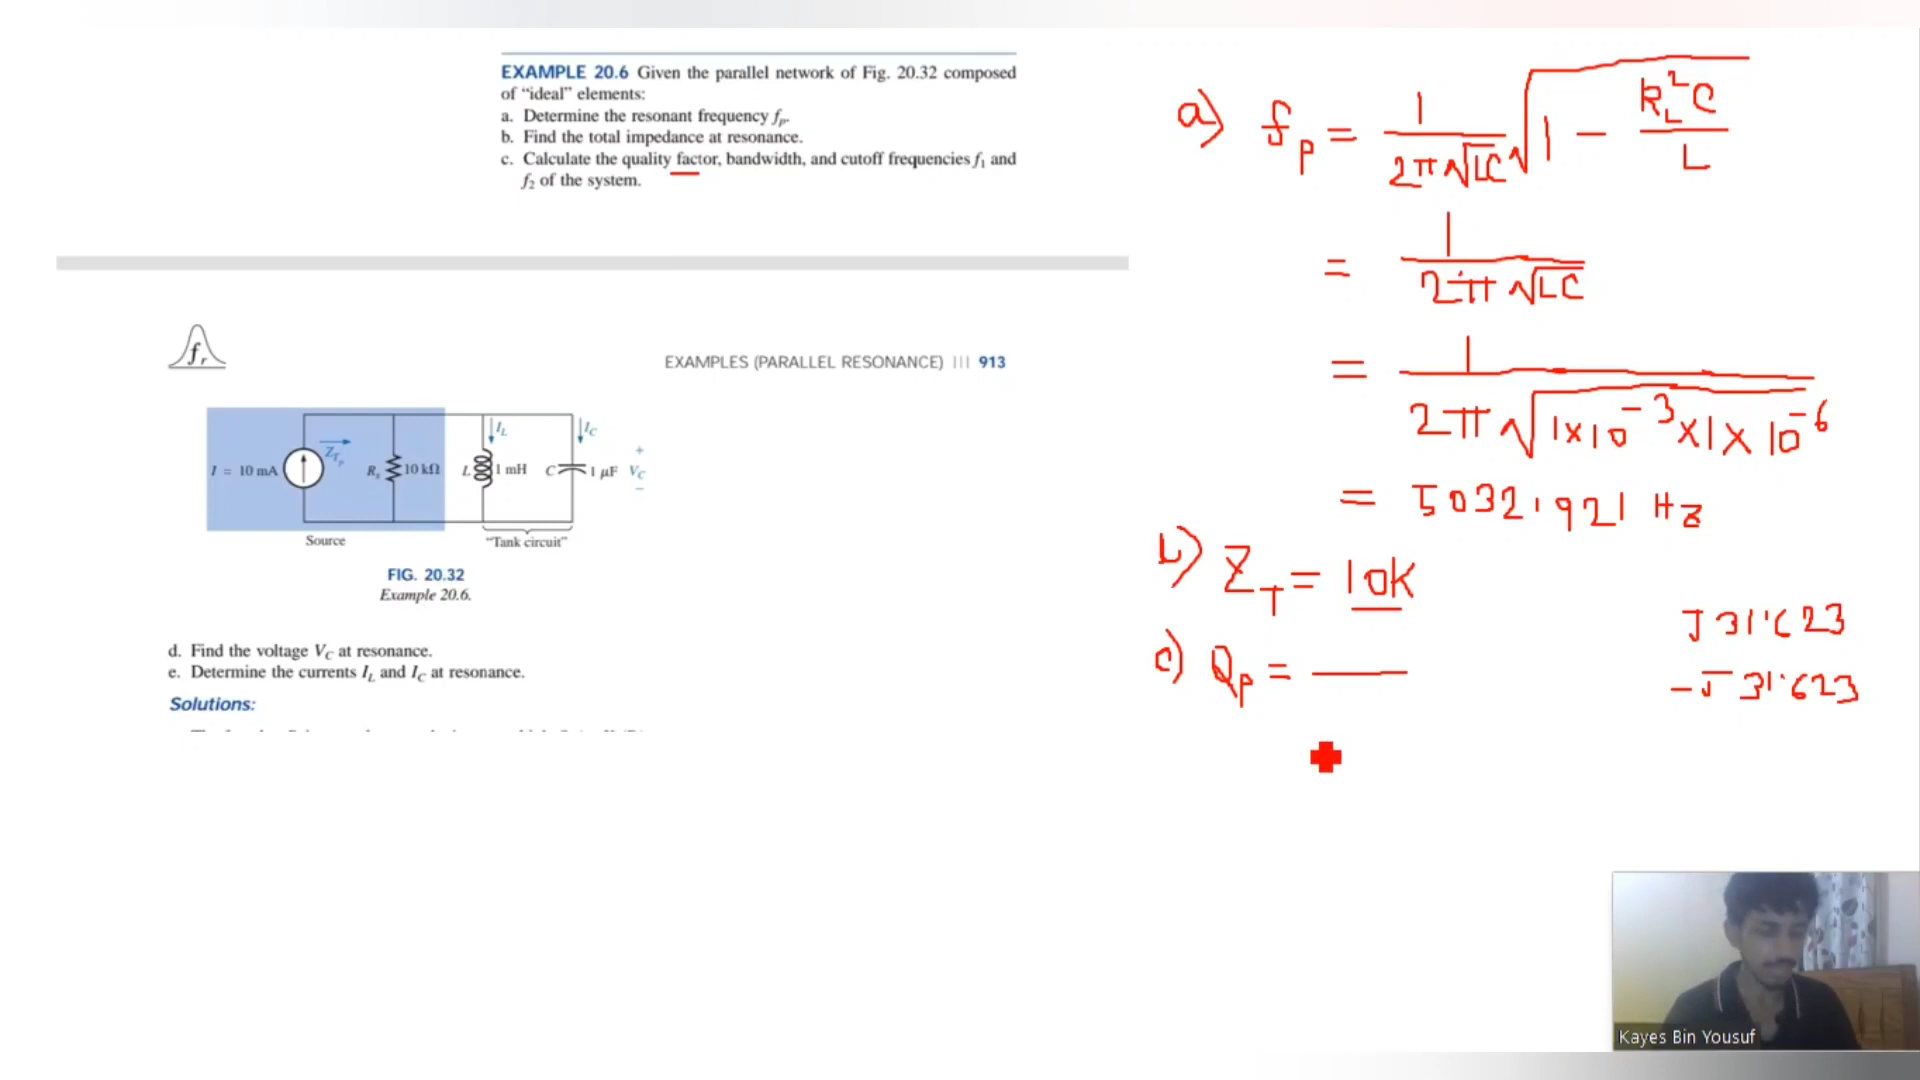 EXAMPLE 20.6 Given the parallel network of Fig. 20.32 composed
of “ideal” elements:
a. Determine the resonant frequency fp.
b. Find the total impedance at resonance.
c. Calculate the quality factor, bandwidth, and cutoff frequencies f1 and
f2 of the system.
fr
EXAMPLES (PARALLEL RESONANCE) ||| 913
I = 10 mA
ZTp
Rs 10 kΩ
IL
L 1 mH
IC
C 1 μF
+
VC
−
Source
“Tank circuit”
FIG. 20.32
Example 20.6.
d. Find the voltage VC at resonance.
e. Determine the currents IL and IC at resonance.
Solutions:
a) fp = 1/(2π√LC) √(1 − RL²C/L)
= 1/(2π√LC)
= 1/(2π√(1×10⁻³×1×10⁻⁶))
= 5032.921 Hz
b) ZT = 10K
c) Qp =
J 31.623
−J 31.623
Kayes Bin Yousuf